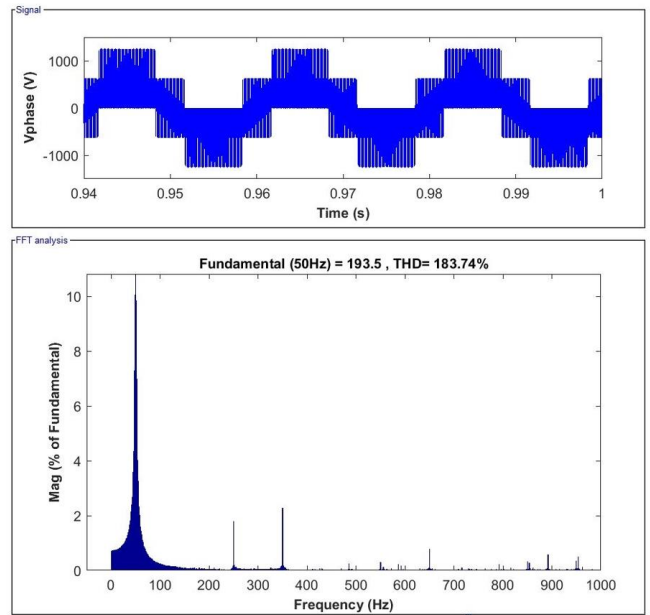 Signal
Vphase (V)
1000
0
-1000
0.94 0.95 0.96 0.97 0.98 0.99 1
Time (s)
FFT analysis
Fundamental (50Hz) = 193.5 , THD= 183.74%
Mag (% of Fundamental)
10
8
6
4
2
0
0 100 200 300 400 500 600 700 800 900 1000
Frequency (Hz)